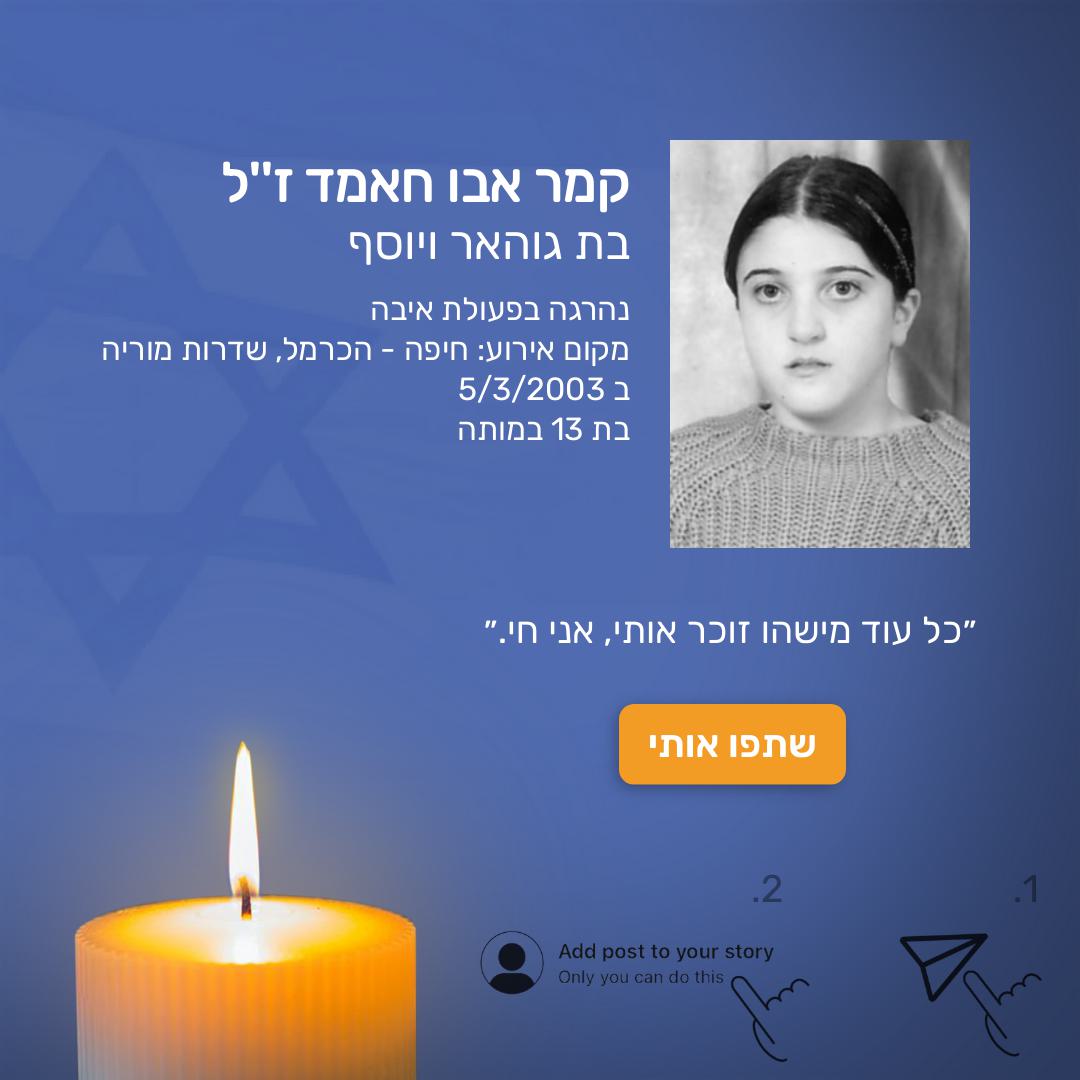 קמר אבו חאמד ז"ל
בת גוהאר ויוסף
נהרגה בפעולת איבה
מקום אירוע: חיפה - הכרמל, שדרות מוריה
ב 5/3/2003
בת 13 במותה
״כל עוד מישהו זוכר אותי, אני חי.״
שתפו אותי
1.
2.
Add post to your story
Only you can do this